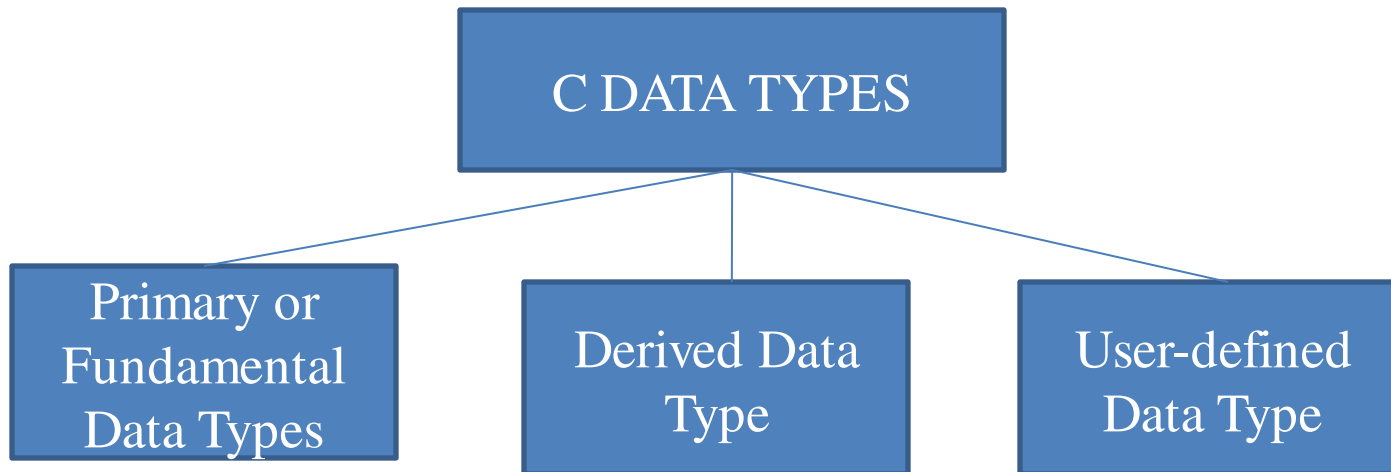 C DATA TYPES
Primary or
Fundamental
Data Types
Derived Data
Type
User-defined
Data Type